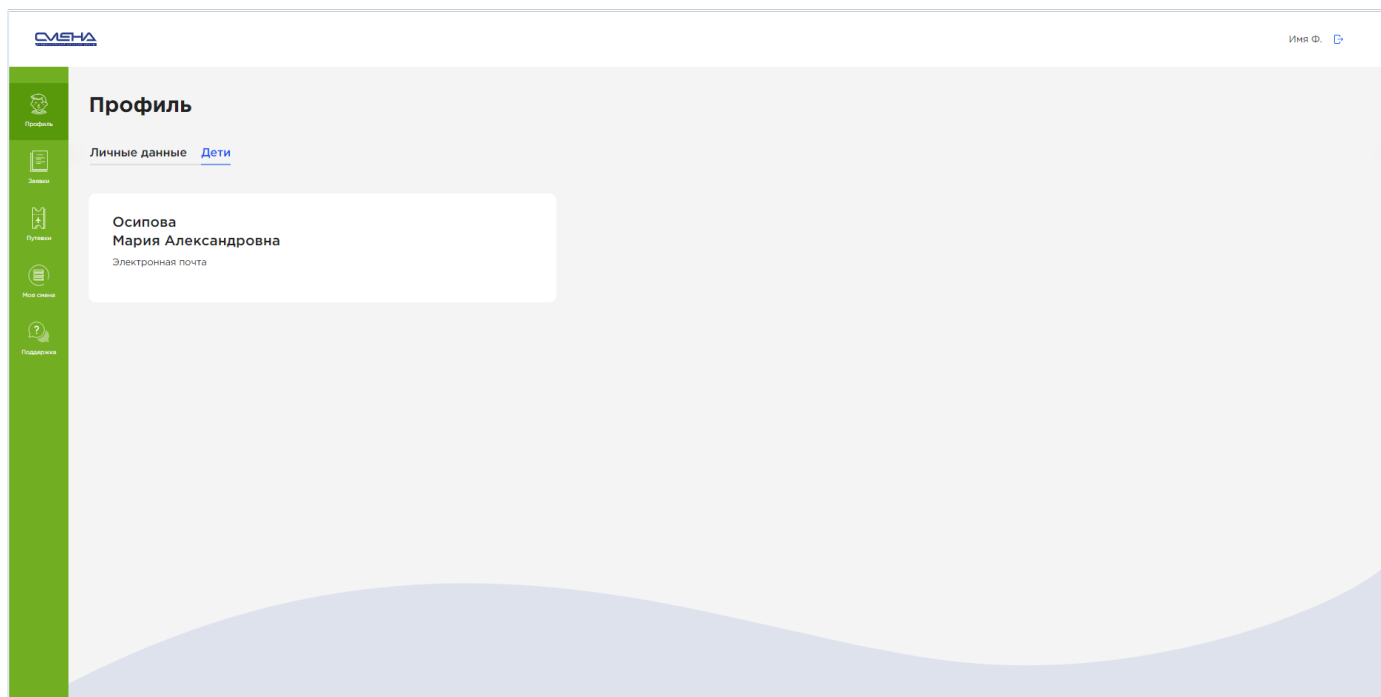 СМЕНА
Имя Ф.
Профиль
Профиль
Личные данные Дети
Заявки
Осипова
Мария Александровна
Электронная почта
Путевки
Моя смена
Поддержка